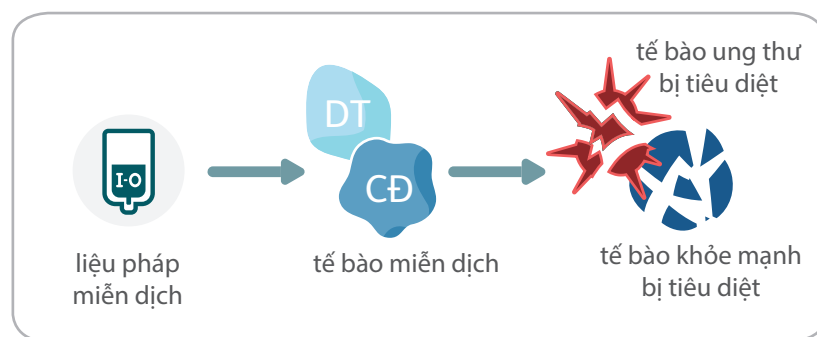 I-O
liệu pháp
miễn dịch
DT
CĐ
tế bào miễn dịch
tế bào ung thư
bị tiêu diệt
tế bào khỏe mạnh
bị tiêu diệt